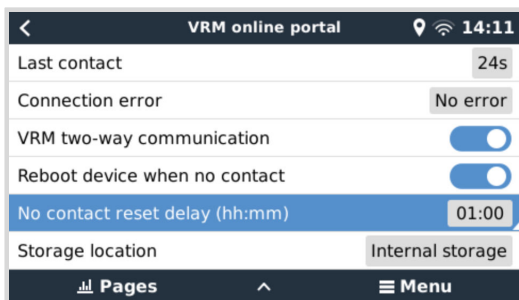 VRM online portal 14:11
Last contact 24s
Connection error No error
VRM two-way communication
Reboot device when no contact
No contact reset delay (hh:mm) 01:00
Storage location Internal storage
Pages Menu